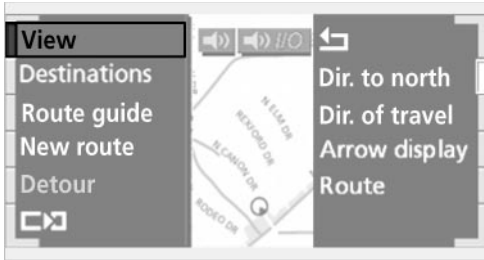 View
Destinations
Route guide
New route
Detour
I/O
N ELM DR
REXFORD DR
N CANON DR
RODEO DR
Dir. to north
Dir. of travel
Arrow display
Route